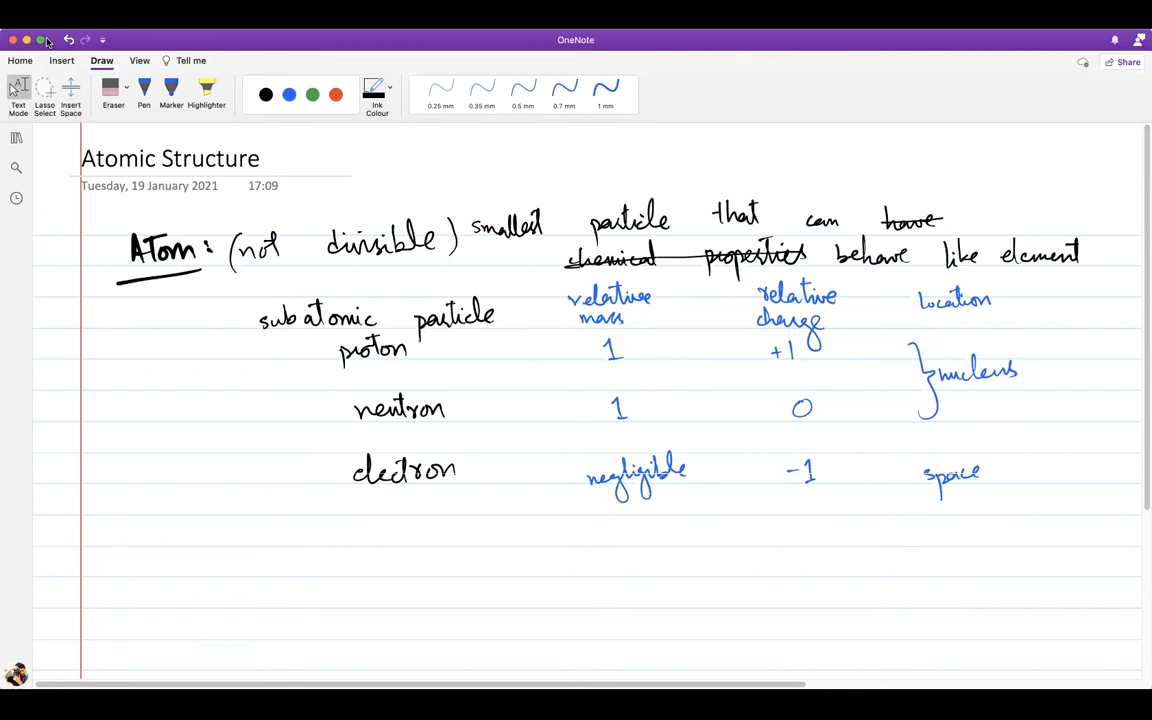 OneNote
Home Insert Draw View Tell me
Share
Text Mode
Lasso Select
Insert Space
Eraser
Pen
Marker
Highlighter
Ink Colour
0.25 mm 0.35 mm 0.5 mm 0.7 mm 1 mm
Atomic Structure
Tuesday, 19 January 2021 17:09
ATOM: (not divisible) smallest particle that can have
chemical properties behave like element
subatomic particle relative mass relative charge location
proton 1 +1
nucleus
neutron 1 0
electron negligible -1 space